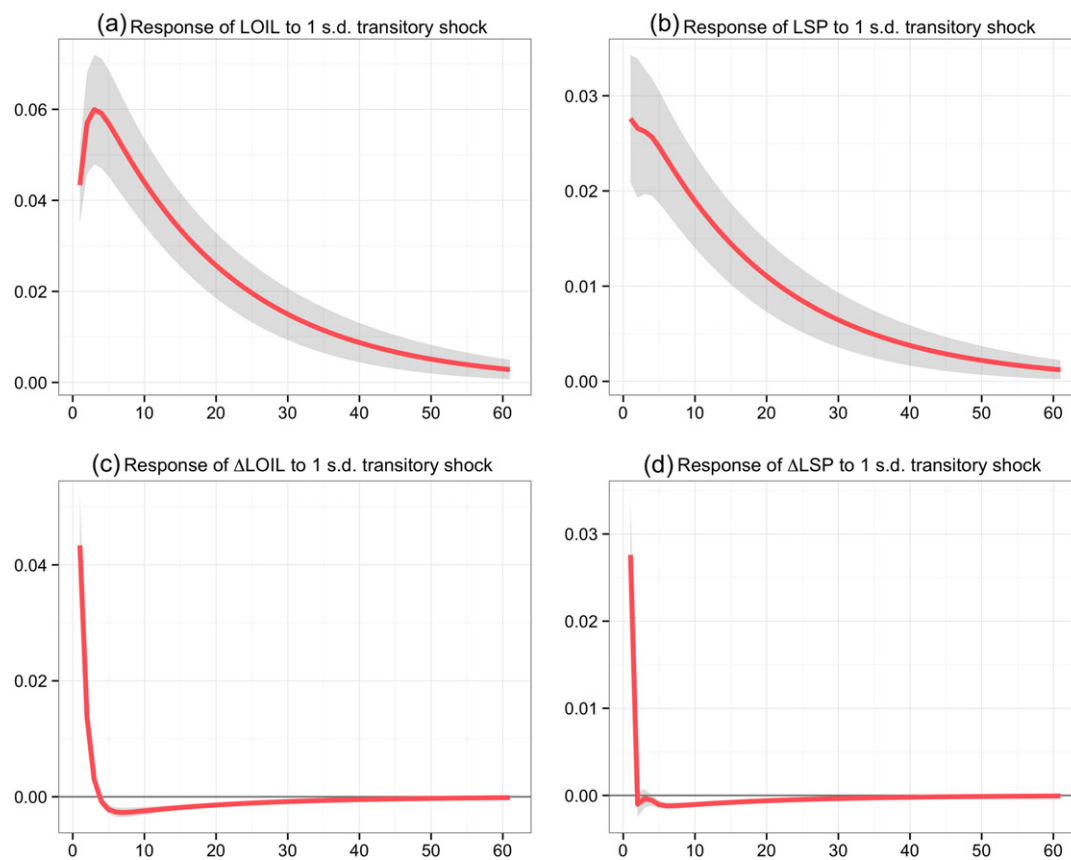 (a) Response of LOIL to 1 s.d. transitory shock
0.06
0.04
0.02
0.00
0 10 20 30 40 50 60
(b) Response of LSP to 1 s.d. transitory shock
0.03
0.02
0.01
0.00
0 10 20 30 40 50 60
(c) Response of ΔLOIL to 1 s.d. transitory shock
0.04
0.02
0.00
0 10 20 30 40 50 60
(d) Response of ΔLSP to 1 s.d. transitory shock
0.03
0.02
0.01
0.00
0 10 20 30 40 50 60